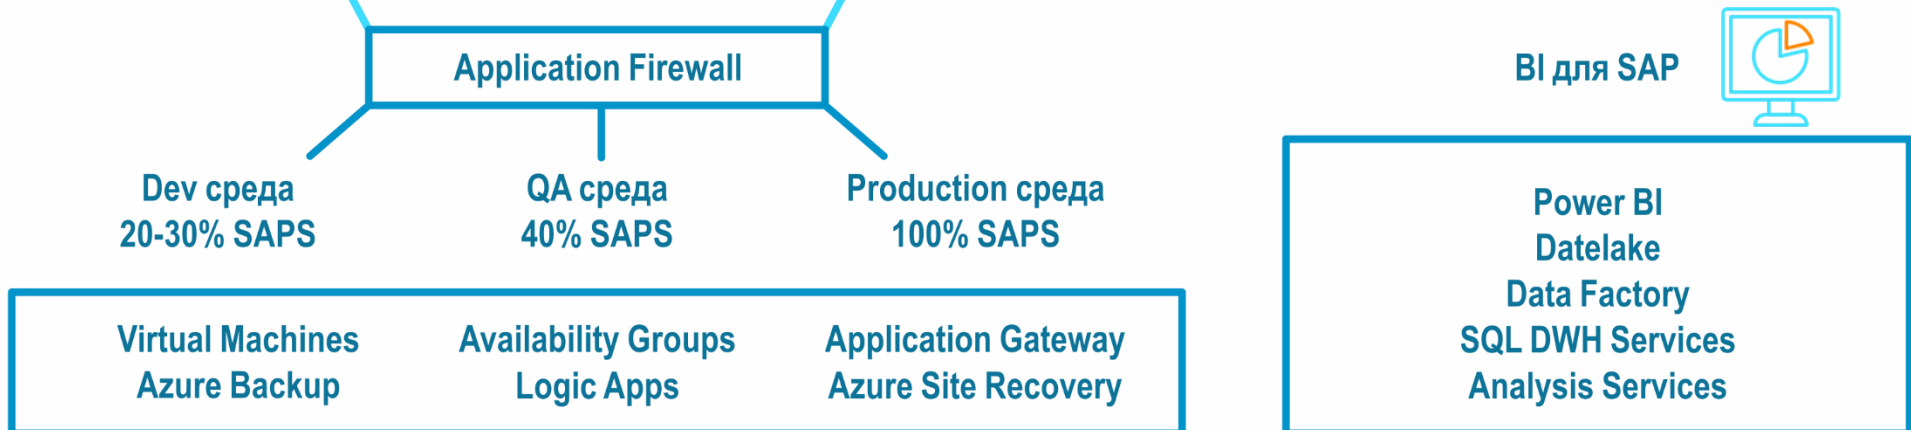 Application Firewall
BI для SAP
Dev среда
20-30% SAPS
QA среда
40% SAPS
Production среда
100% SAPS
Virtual Machines
Azure Backup
Availability Groups
Logic Apps
Application Gateway
Azure Site Recovery
Power BI
Datelake
Data Factory
SQL DWH Services
Analysis Services